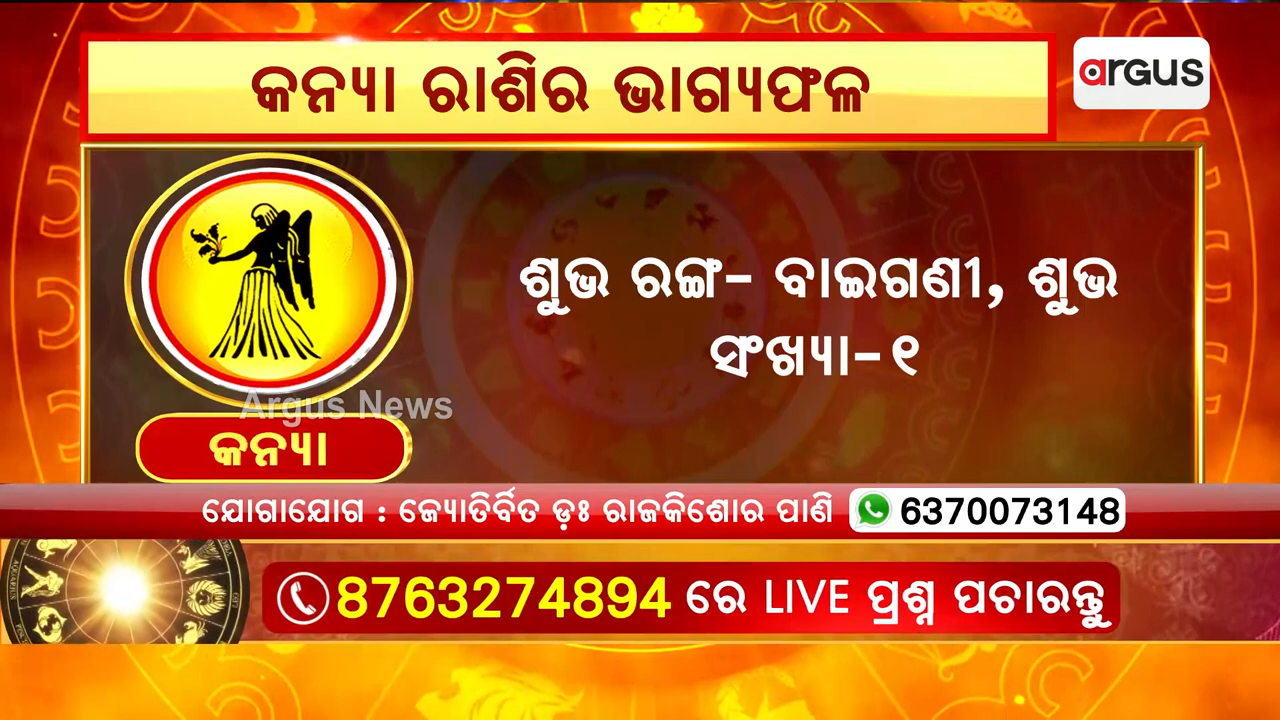 କନ୍ୟା ରାଶିର ଭାଗ୍ୟଫଳ
argus
ଶୁଭ ରଙ୍ଗ- ବାଇଗଣୀ, ଶୁଭ
ସଂଖ୍ୟା-୧
Argus News
କନ୍ୟା
ଯୋଗାଯୋଗ : ଜ୍ୟୋତିର୍ବିତ ଡ଼ଃ ରାଜକିଶୋର ପାଣି 6370073148
8763274894 ରେ LIVE ପ୍ରଶ୍ନ ପଚାରନ୍ତୁ